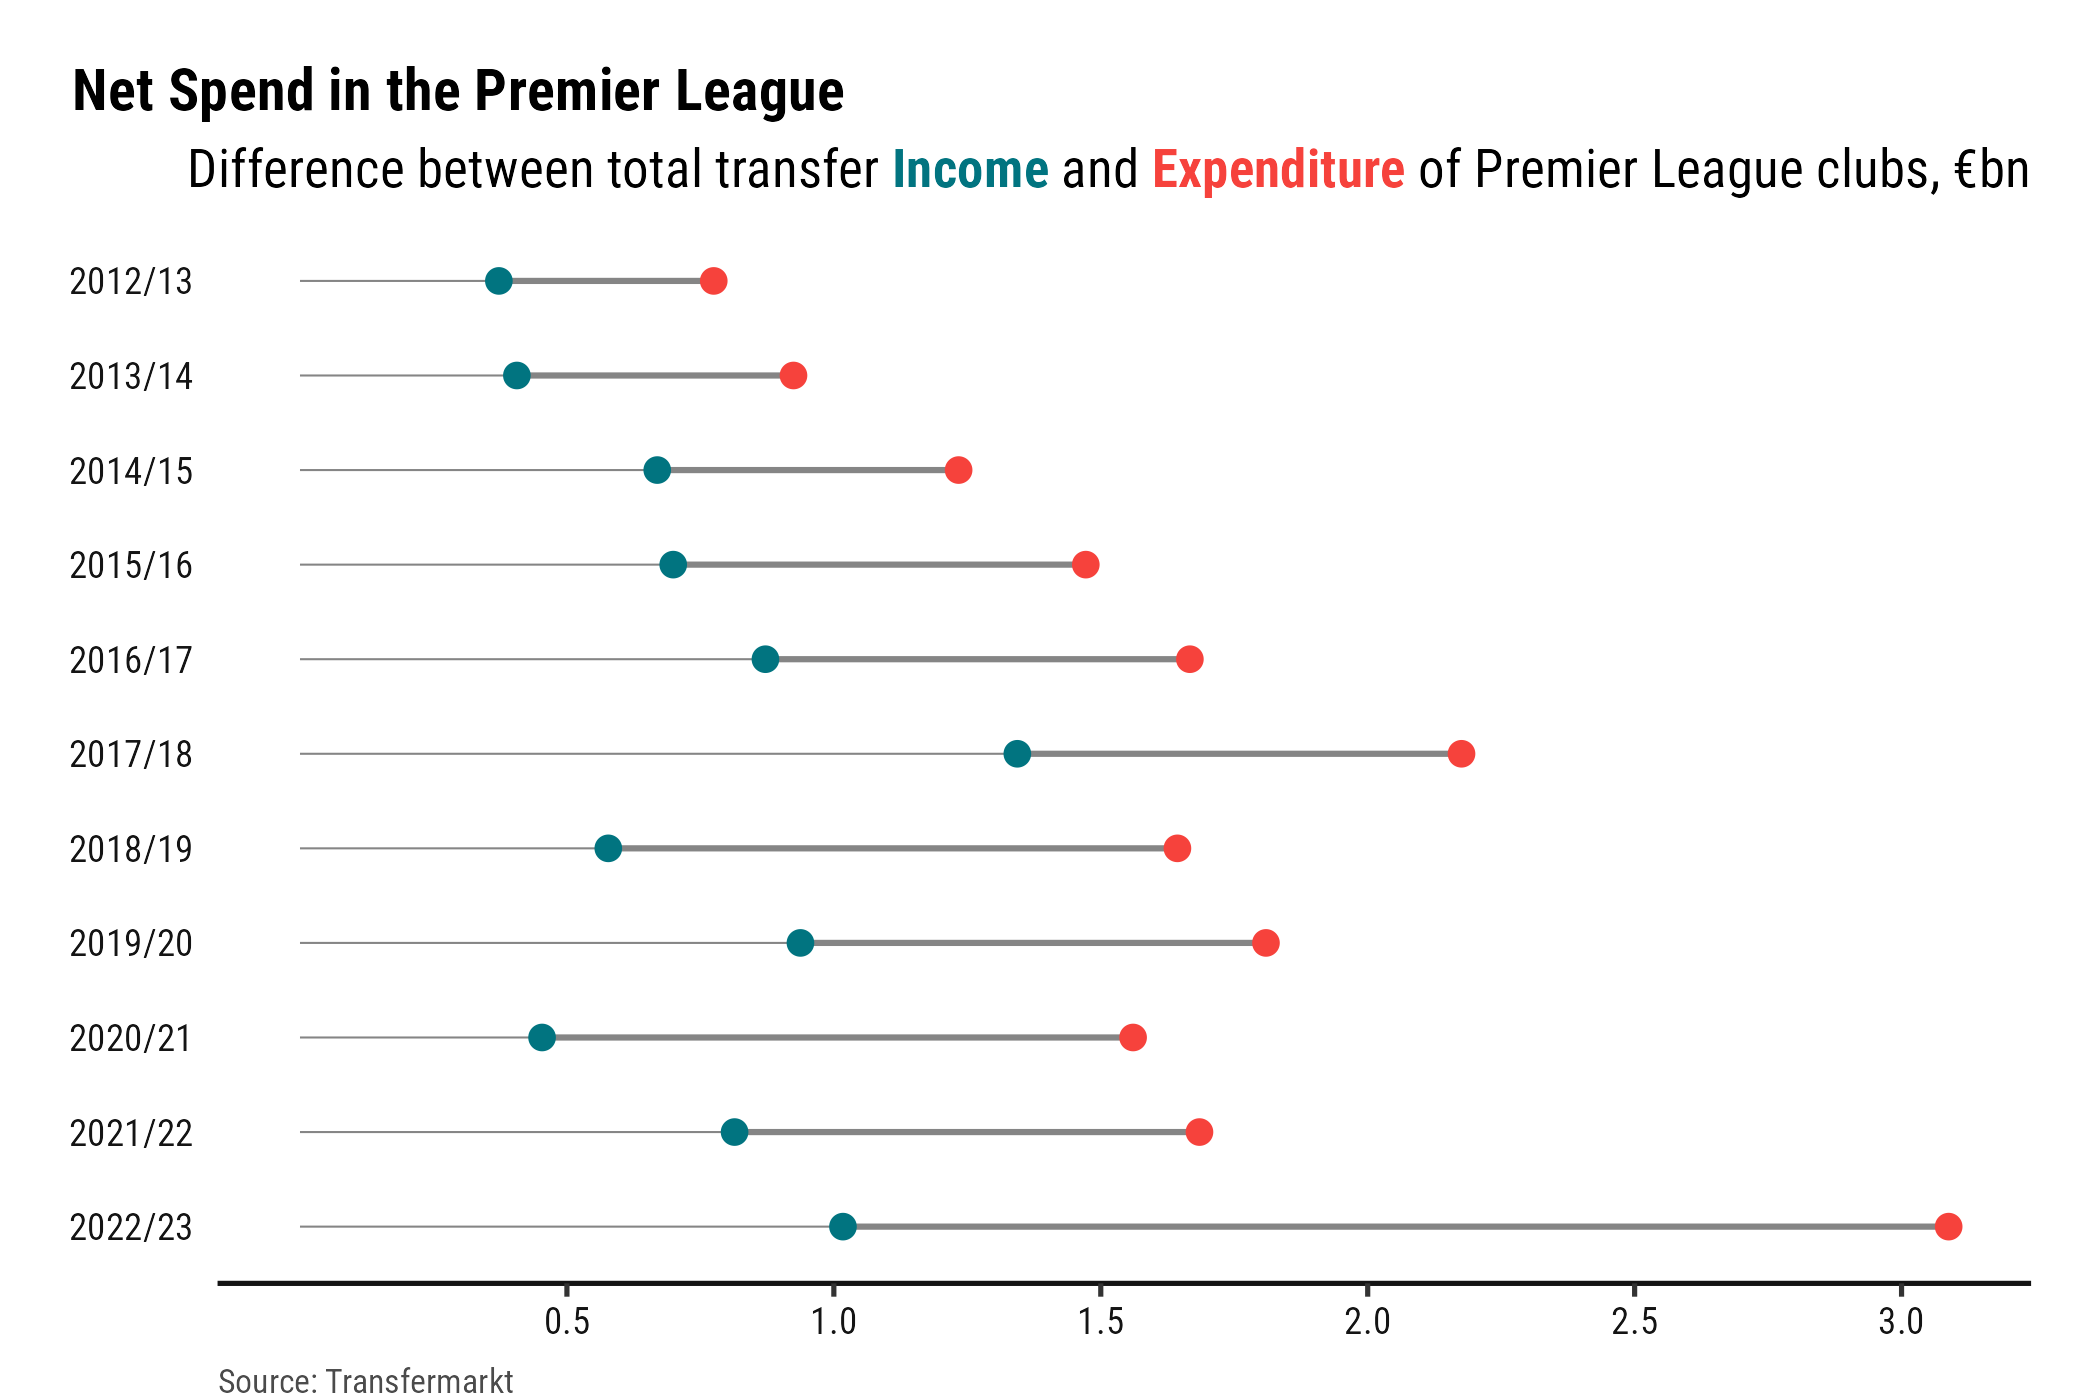 Net Spend in the Premier League
Difference between total transfer Income and Expenditure of Premier League clubs, €bn
2012/13
2013/14
2014/15
2015/16
2016/17
2017/18
2018/19
2019/20
2020/21
2021/22
2022/23
0.5 1.0 1.5 2.0 2.5 3.0
Source: Transfermarkt